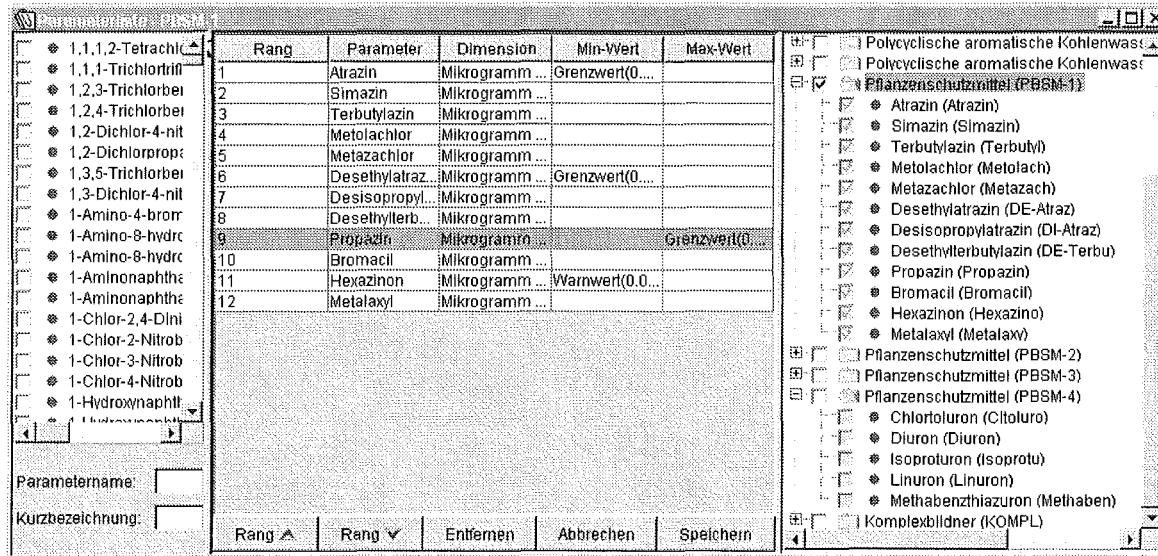 Parameterliste : PBSM-1
1,1,1,2-Tetrachlo
1,1,1-Trichlortrifl
1,2,3-Trichlorber
1,2,4-Trichlorber
1,2-Dichlor-4-nit
1,2-Dichlorpropa
1,3,5-Trichlorber
1,3-Dichlor-4-nit
1-Amino-4-brom
1-Amino-8-hydro
1-Amino-8-hydro
1-Aminonaphtha
1-Aminonaphtha
1-Chlor-2,4-Dini
1-Chlor-2-Nitrob
1-Chlor-3-Nitrob
1-Chlor-4-Nitrob
1-Hydroxynaphth
Parametername:
Kurzbezeichnung:
Rang Parameter Dimension Min-Wert Max-Wert
1 Atrazin Mikrogramm ... Grenzwert(0....
2 Simazin Mikrogramm ...
3 Terbutylazin Mikrogramm ...
4 Metolachlor Mikrogramm ...
5 Metazachlor Mikrogramm ...
6 Desethylatraz... Mikrogramm ... Grenzwert(0....
7 Desisopropyl... Mikrogramm ...
8 Desethylterb... Mikrogramm ...
9 Propazin Mikrogramm ... Grenzwert(0....
10 Bromacil Mikrogramm ...
11 Hexazinon Mikrogramm ... Warnwert(0.0...
12 Metalaxyl Mikrogramm ...
Rang Rang Entfernen Abbrechen Speichern
Polycyclische aromatische Kohlenwass
Polycyclische aromatische Kohlenwass
Pflanzenschutzmittel (PBSM-1)
Atrazin (Atrazin)
Simazin (Simazin)
Terbutylazin (Terbutyl)
Metolachlor (Metolach)
Metazachlor (Metazach)
Desethylatrazin (DE-Atraz)
Desisopropylatrazin (DI-Atraz)
Desethylterbutylazin (DE-Terbu)
Propazin (Propazin)
Bromacil (Bromacil)
Hexazinon (Hexazino)
Metalaxyl (Metalaxy)
Pflanzenschutzmittel (PBSM-2)
Pflanzenschutzmittel (PBSM-3)
Pflanzenschutzmittel (PBSM-4)
Chlortoluron (Cltoluro)
Diuron (Diuron)
Isoproturon (Isoprotu)
Linuron (Linuron)
Methabenzthiazuron (Methaben)
Komplexbildner (KOMPL)